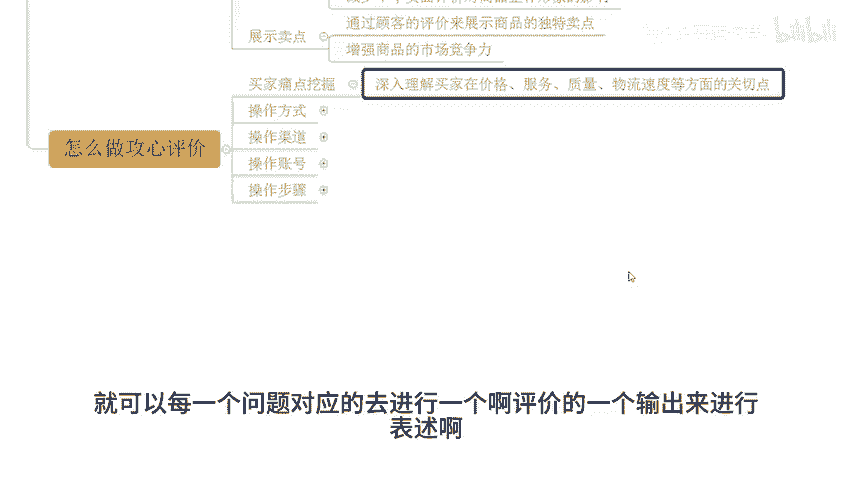 展示卖点
通过顾客的评价来展示商品的独特卖点
增强商品的市场竞争力
买家痛点挖掘
深入理解买家在价格、服务、质量、物流速度等方面的关切点
操作方式
操作渠道
怎么做攻心评价
操作账号
操作步骤
bilibili
就可以每一个问题对应的去进行一个啊评价的一个输出来进行
表述啊